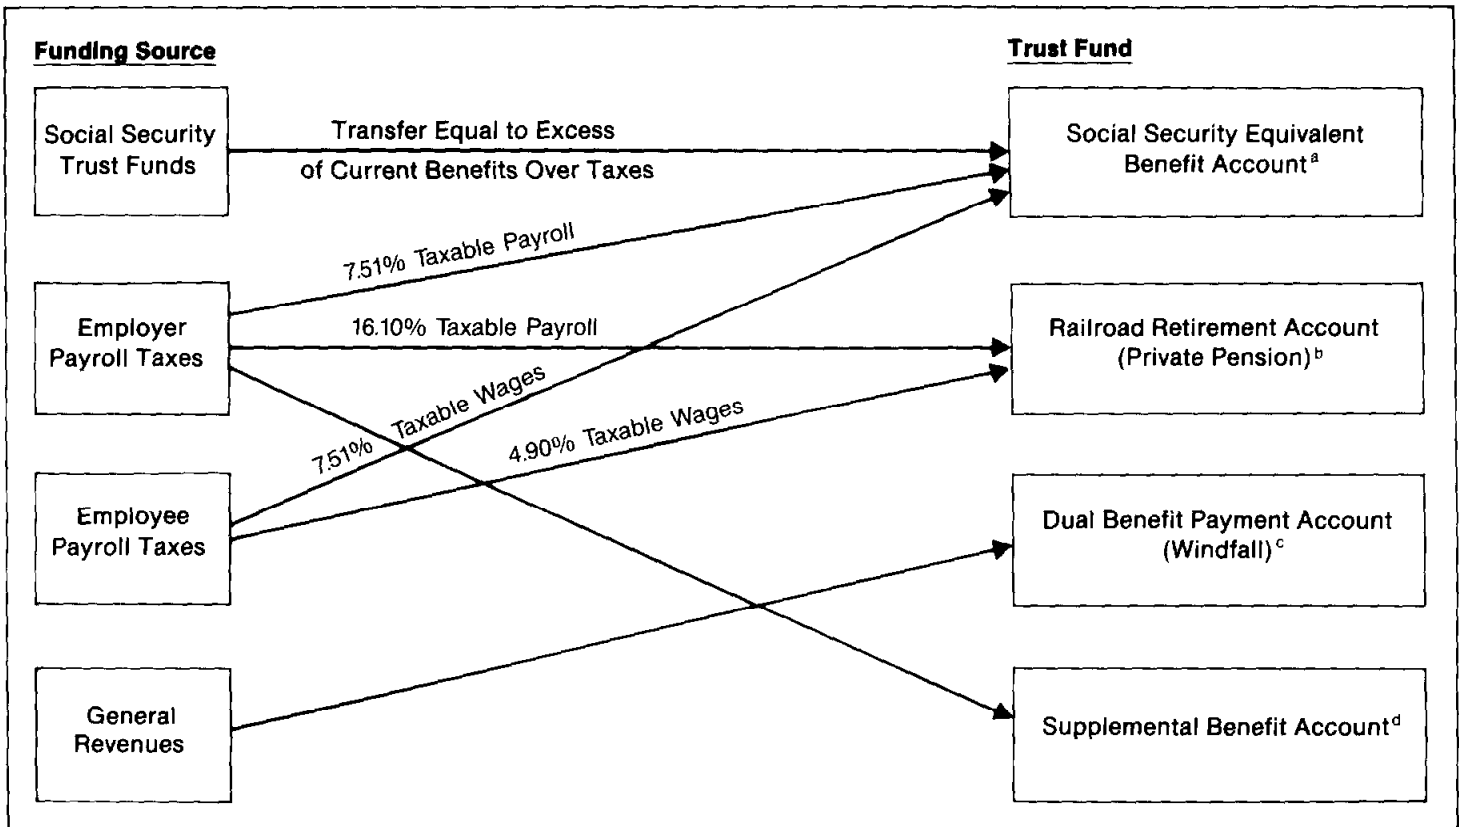 Funding Source
Trust Fund
Social Security
Trust Funds
Transfer Equal to Excess
of Current Benefits Over Taxes
Social Security Equivalent
Benefit Account a
7.51% Taxable Payroll
Employer
Payroll Taxes
16.10% Taxable Payroll
Railroad Retirement Account
(Private Pension) b
7.51% Taxable Wages
4.90% Taxable Wages
Employee
Payroll Taxes
Dual Benefit Payment Account
(Windfall) c
General
Revenues
Supplemental Benefit Account d